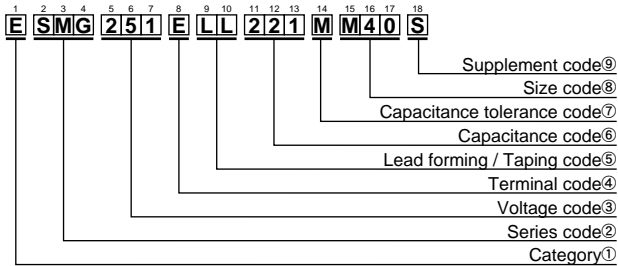 1 2 3 4 5 6 7 8 9 10 11 12 13 14 15 16 17 18
E SMG 251 E LL 221 M M40 S
Supplement code⑨
Size code⑧
Capacitance tolerance code⑦
Capacitance code⑥
Lead forming / Taping code⑤
Terminal code④
Voltage code③
Series code②
Category①